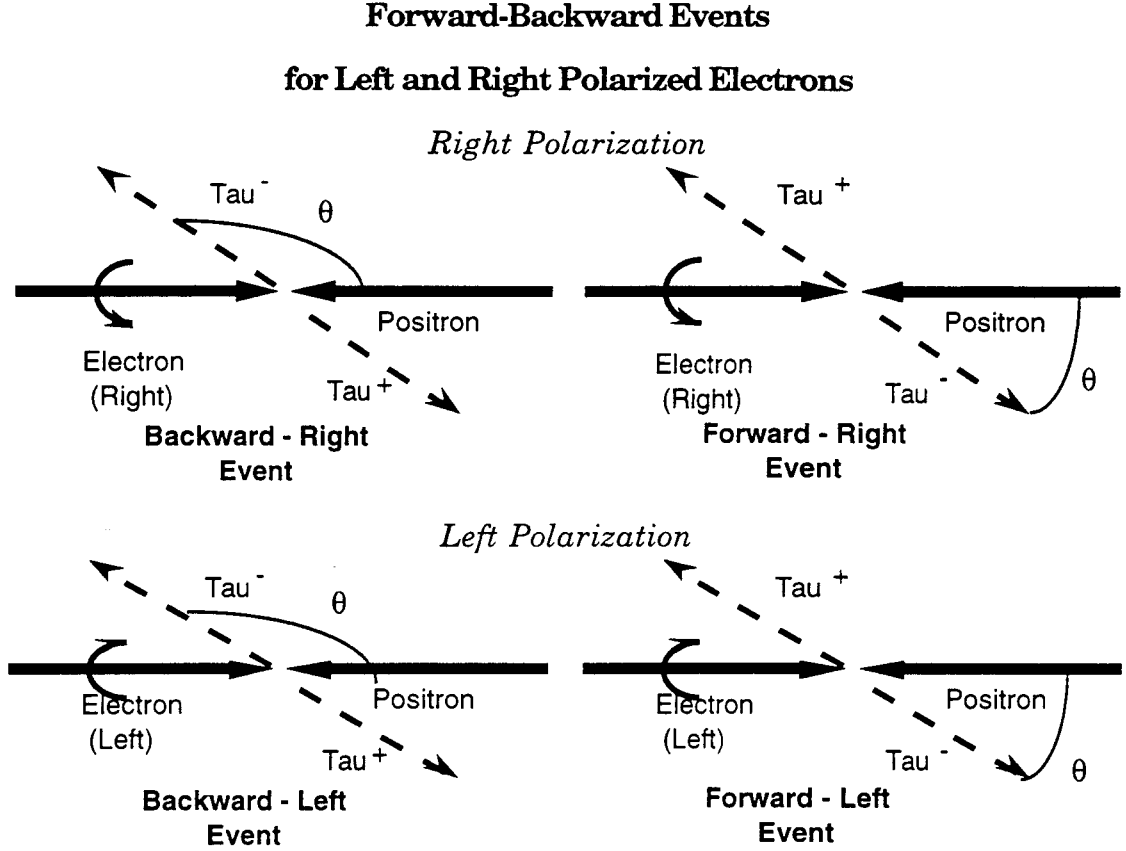 Forward-Backward Events
for Left and Right Polarized Electrons
Right Polarization
Tau -
θ
Positron
Electron
(Right)
Tau +
Backward - Right
Event
Tau +
Positron
Electron
(Right)
Tau -
θ
Forward - Right
Event
Left Polarization
Tau -
θ
Electron
(Left)
Positron
Tau +
Backward - Left
Event
Tau +
Electron
(Left)
Positron
Tau -
θ
Forward - Left
Event